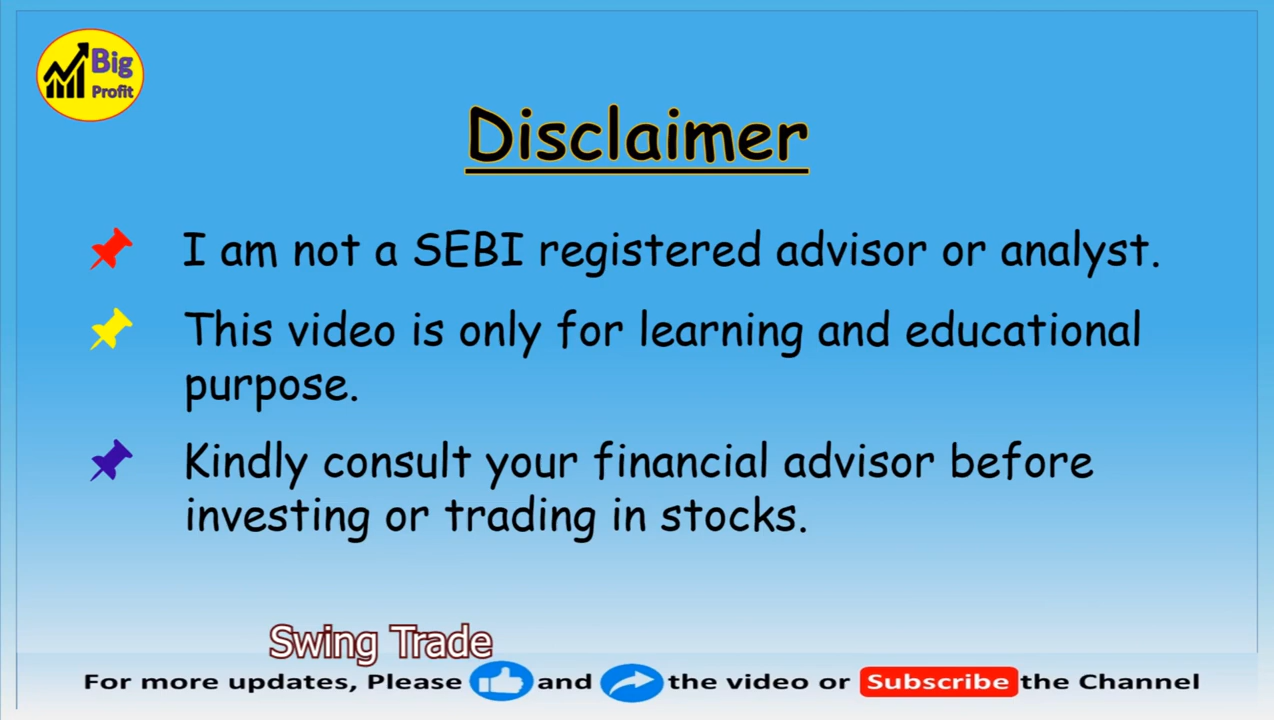 Big
Profit
Disclaimer
I am not a SEBI registered advisor or analyst.
This video is only for learning and educational
purpose.
Kindly consult your financial advisor before
investing or trading in stocks.
Swing Trade
For more updates, Please and the video or Subscribe the Channel